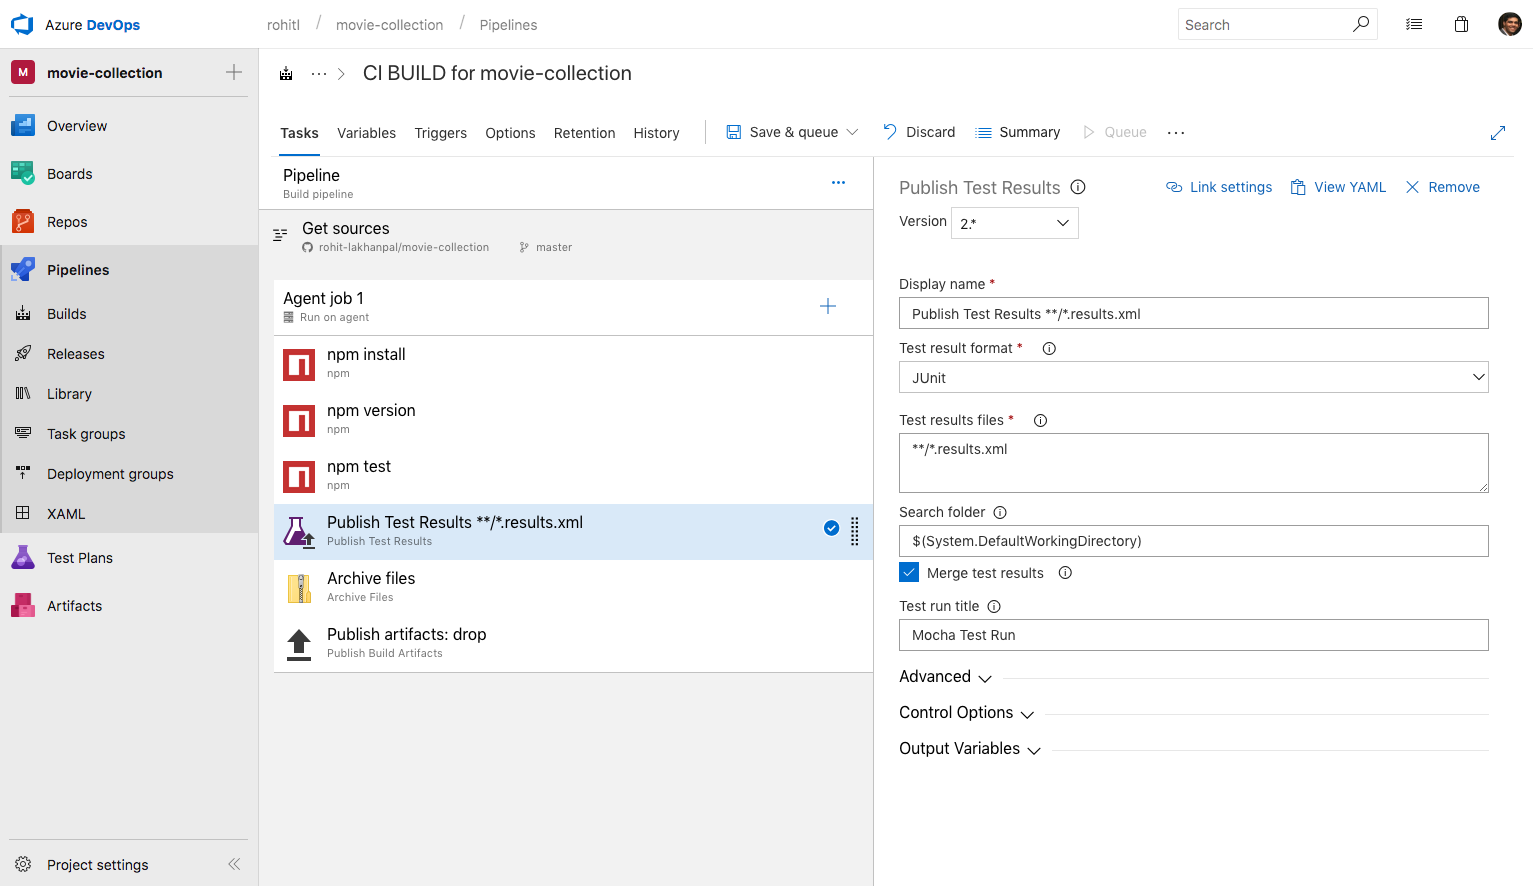 Azure DevOps
rohitl / movie-collection / Pipelines
Search
M
movie-collection
Overview
Boards
Repos
Pipelines
Builds
Releases
Library
Task groups
Deployment groups
XAML
Test Plans
Artifacts
Project settings
CI BUILD for movie-collection
Tasks Variables Triggers Options Retention History Save & queue Discard Summary Queue
Pipeline
Build pipeline
Get sources
rohit-lakhanpal/movie-collection master
Agent job 1
Run on agent
npm install
npm
npm version
npm
npm test
npm
Publish Test Results **/*.results.xml
Publish Test Results
Archive files
Archive Files
Publish artifacts: drop
Publish Build Artifacts
Publish Test Results Link settings View YAML Remove
Version 2.*
Display name *
Publish Test Results **/*.results.xml
Test result format *
JUnit
Test results files *
**/*.results.xml
Search folder
$(System.DefaultWorkingDirectory)
Merge test results
Test run title
Mocha Test Run
Advanced
Control Options
Output Variables